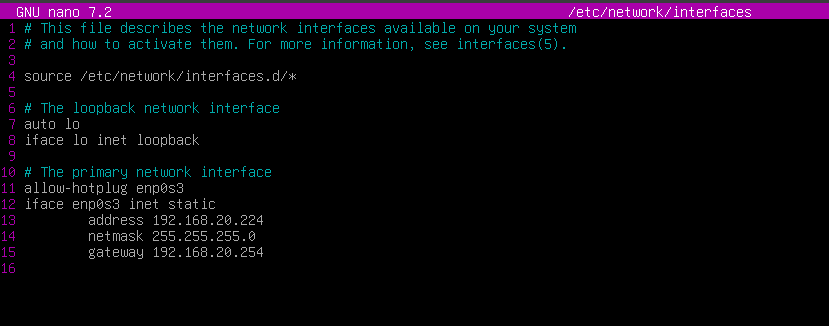 GNU nano 7.2 /etc/network/interfaces
1 # This file describes the network interfaces available on your system
2 # and how to activate them. For more information, see interfaces(5).
3
4 source /etc/network/interfaces.d/*
5
6 # The loopback network interface
7 auto lo
8 iface lo inet loopback
9
10 # The primary network interface
11 allow-hotplug enp0s3
12 iface enp0s3 inet static
13 address 192.168.20.224
14 netmask 255.255.255.0
15 gateway 192.168.20.254
16